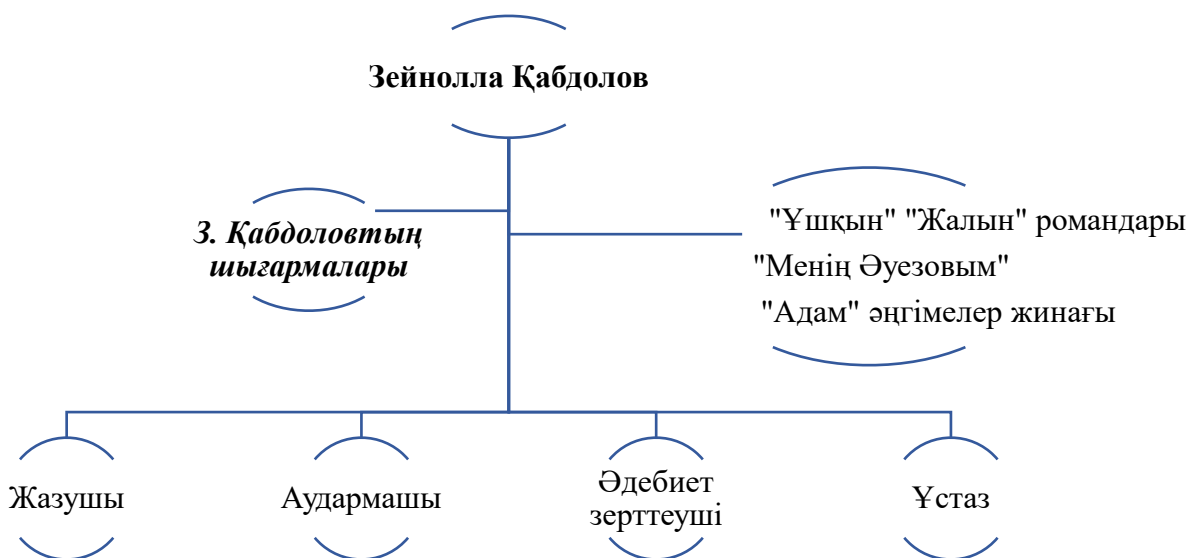 Зейнолла Қабдолов
З. Қабдоловтың
шығармалары
"Ұшқын" "Жалын" романдары
"Менің Әуезовым"
"Адам" әңгімелер жинағы
Жазушы
Аудармашы
Әдебиет
зерттеуші
Ұстаз